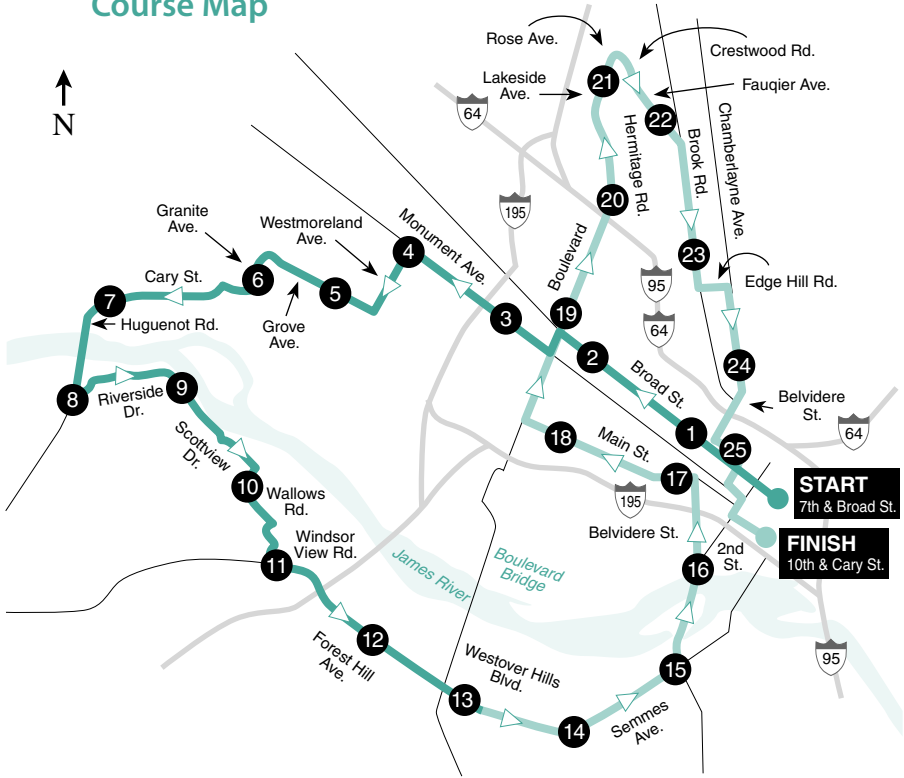 Course Map
N
Rose Ave.
Crestwood Rd.
Lakeside
Ave.
Fauqier Ave.
21
22
64
Hermitage Rd.
Brook Rd.
Chamberlayne Ave.
195
20
Granite
Ave.
Westmoreland
Ave.
Monument Ave.
4
Boulevard
23
Edge Hill Rd.
95
64
6
5
Cary St.
Grove
Ave.
7
Huguenot Rd.
3
19
2
24
8
Riverside
Dr.
9
Broad St.
Belvidere
St.
64
Scottview
Dr.
18
Main St.
1
25
17
START
7th & Broad St.
10
Wallows
Rd.
195
Belvidere St.
FINISH
10th & Cary St.
Windsor
View Rd.
11
James River
Boulevard
Bridge
2nd
St.
16
12
Forest Hill
Ave.
Westover Hills
Blvd.
15
95
13
14
Semmes
Ave.